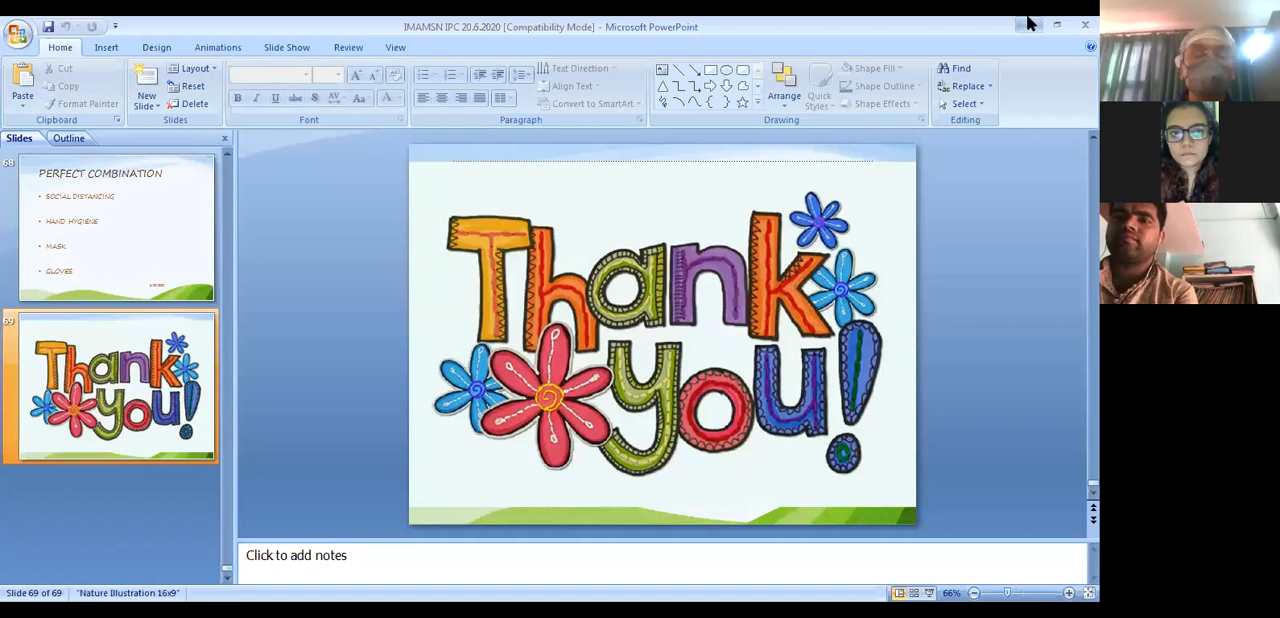 IMAMSN IPC 20.6.2020 [Compatibility Mode] - Microsoft PowerPoint
Home Insert Design Animations Slide Show Review View
Paste
Cut
Copy
Format Painter
Clipboard
New Slide
Layout
Reset
Delete
Slides
Font
Paragraph
Text Direction
Align Text
Convert to SmartArt
Arrange
Quick Styles
Shape Fill
Shape Outline
Shape Effects
Drawing
Find
Replace
Select
Editing
Slides Outline
68
PERFECT COMBINATION
• SOCIAL DISTANCING
• HAND HYGIENE
• MASK
• GLOVES
69
Thank
you!
Thank
you!
Click to add notes
Slide 69 of 69 "Nature Illustration 16x9" 66%